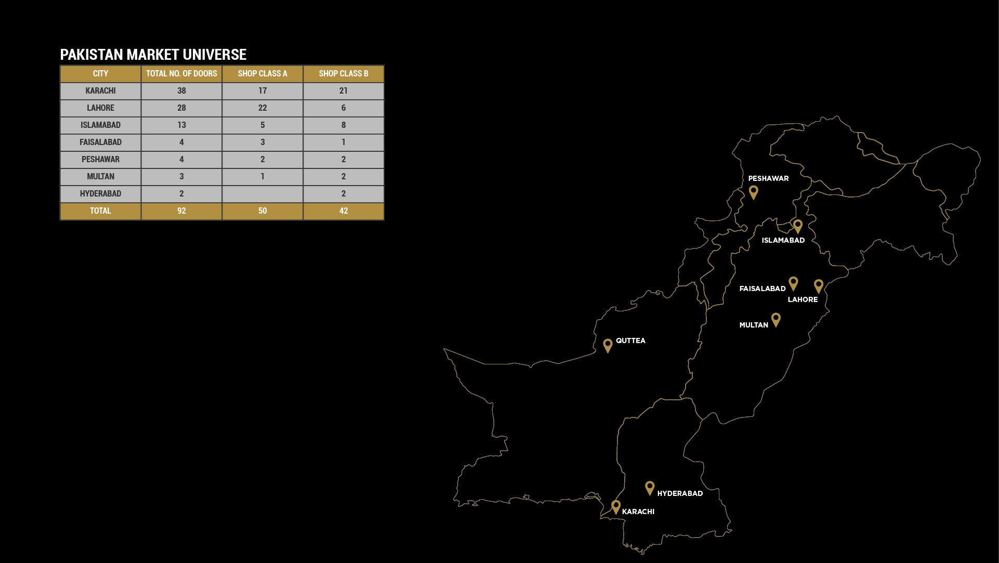 PAKISTAN MARKET UNIVERSE
CITY TOTAL NO. OF DOORS SHOP CLASS A SHOP CLASS B
KARACHI 38 17 21
LAHORE 28 22 6
ISLAMABAD 13 5 8
FAISALABAD 4 3 1
PESHAWAR 4 2 2
MULTAN 3 1 2
HYDERABAD 2 2
TOTAL 92 50 42
PESHAWAR
ISLAMABAD
FAISALABAD
LAHORE
MULTAN
QUTTEA
HYDERABAD
KARACHI